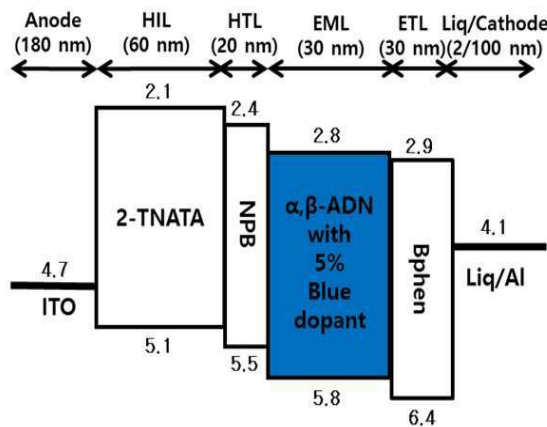 Anode HIL HTL EML ETL Liq/Cathode
(180 nm) (60 nm) (20 nm) (30 nm) (30 nm) (2/100 nm)
2.1
2.4
2.8
2.9
2-TNATA
NPB
α,β-ADN
with
5%
Blue
dopant
Bphen
4.1
Liq/Al
4.7
ITO
5.1
5.5
5.8
6.4